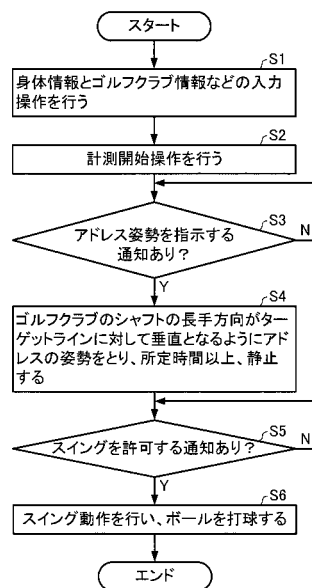 スタート
S1
身体情報とゴルフクラブ情報などの入力
操作を行う
S2
計測開始操作を行う
S3
アドレス姿勢を指示する
通知あり?
N
Y
S4
ゴルフクラブのシャフトの長手方向がター
ゲットラインに対して垂直となるようにアド
レスの姿勢をとり、所定時間以上、静止
する
S5
スイングを許可する通知あり?
N
Y
S6
スイング動作を行い、ボールを打球する
エンド